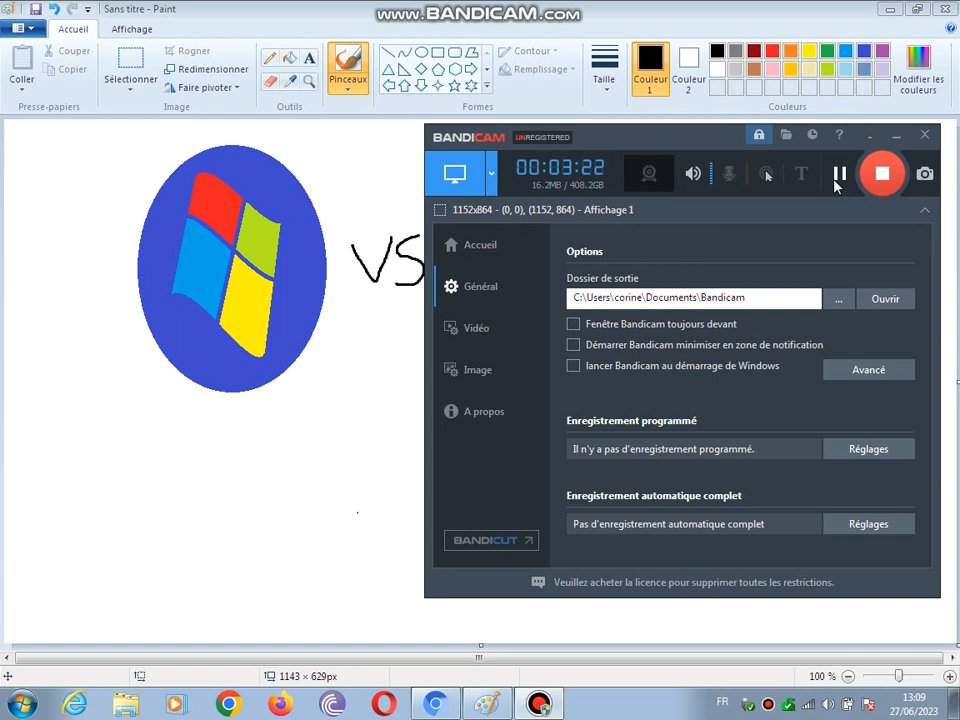 Sans titre - Paint
www.BANDICAM.com
Accueil
Affichage
Coller
Couper
Copier
Presse-papiers
Sélectionner
Rogner
Redimensionner
Faire pivoter
Image
A
Outils
Pinceaux
Contour
Remplissage
Formes
Taille
Couleur 1
Couleur 2
Couleurs
Modifier les couleurs
VS
BANDICAM UNREGISTERED
00:03:22
16.2MB / 408.2GB
T
1152x864 - (0, 0), (1152, 864) - Affichage 1
Accueil
Général
Vidéo
Image
A propos
BANDICUT
Options
Dossier de sortie
C:\Users\corine\Documents\Bandicam
...
Ouvrir
Fenêtre Bandicam toujours devant
Démarrer Bandicam minimiser en zone de notification
lancer Bandicam au démarrage de Windows
Avancé
Enregistrement programmé
Il n'y a pas d'enregistrement programmé.
Réglages
Enregistrement automatique complet
Pas d'enregistrement automatique complet
Réglages
Veuillez acheter la licence pour supprimer toutes les restrictions.
1143 × 629px
100 %
FR
13:09
27/06/2023